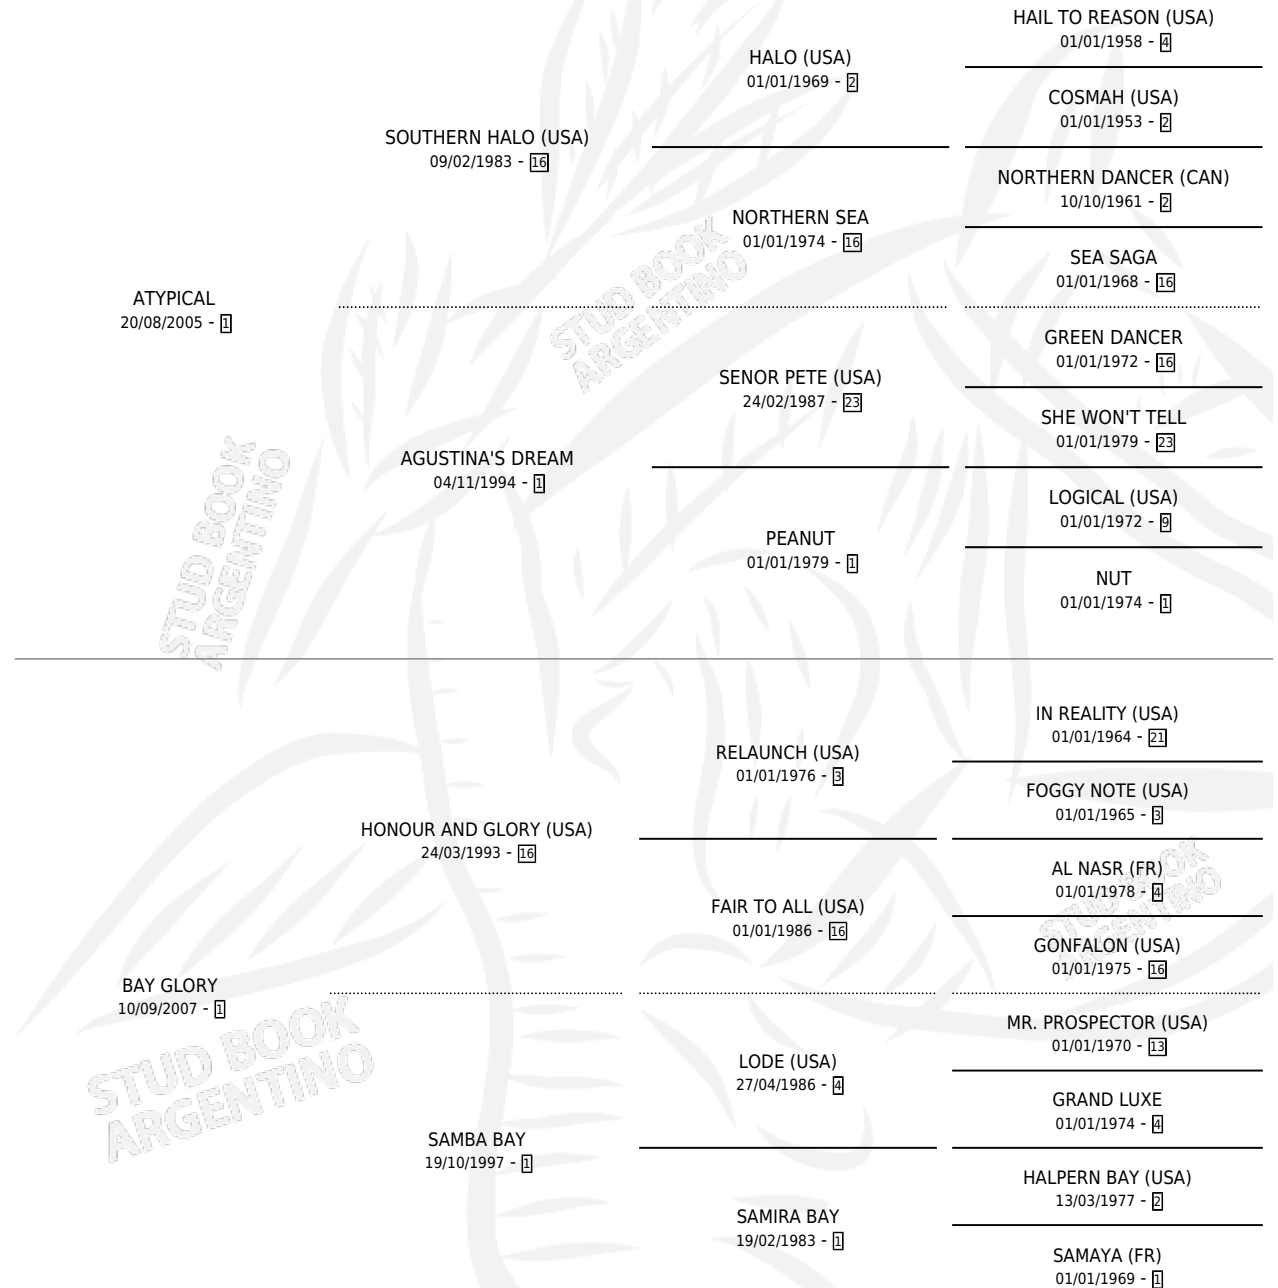 HAIL TO REASON (USA)
01/01/1958 - 4
HALO (USA)
01/01/1969 - 2
COSMAH (USA)
01/01/1953 - 2
SOUTHERN HALO (USA)
09/02/1983 - 16
NORTHERN DANCER (CAN)
10/10/1961 - 2
NORTHERN SEA
01/01/1974 - 16
SEA SAGA
01/01/1968 - 16
ATYPICAL
20/08/2005 - 1
GREEN DANCER
01/01/1972 - 16
SENOR PETE (USA)
24/02/1987 - 23
SHE WON'T TELL
01/01/1979 - 23
AGUSTINA'S DREAM
04/11/1994 - 1
LOGICAL (USA)
01/01/1972 - 9
PEANUT
01/01/1979 - 1
NUT
01/01/1974 - 1
STUD BOOK
ARGENTINO
STUD BOOK
ARGENTINO
IN REALITY (USA)
01/01/1964 - 21
RELAUNCH (USA)
01/01/1976 - 3
FOGGY NOTE (USA)
01/01/1965 - 3
HONOUR AND GLORY (USA)
24/03/1993 - 16
AL NASR (FR)
01/01/1978 - 4
FAIR TO ALL (USA)
01/01/1986 - 16
GONFALON (USA)
01/01/1975 - 16
STUD BOOK
ARGENTINO
BAY GLORY
10/09/2007 - 1
MR. PROSPECTOR (USA)
01/01/1970 - 13
LODE (USA)
27/04/1986 - 4
GRAND LUXE
01/01/1974 - 4
SAMBA BAY
19/10/1997 - 1
HALPERN BAY (USA)
13/03/1977 - 2
SAMIRA BAY
19/02/1983 - 1
SAMAYA (FR)
01/01/1969 - 1
STUD BOOK
ARGENTINO